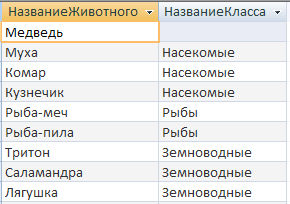 НазваниеЖивотного НазваниеКласса
Медведь
Муха Насекомые
Комар Насекомые
Кузнечик Насекомые
Рыба-меч Рыбы
Рыба-пила Рыбы
Тритон Земноводные
Саламандра Земноводные
Лягушка Земноводные